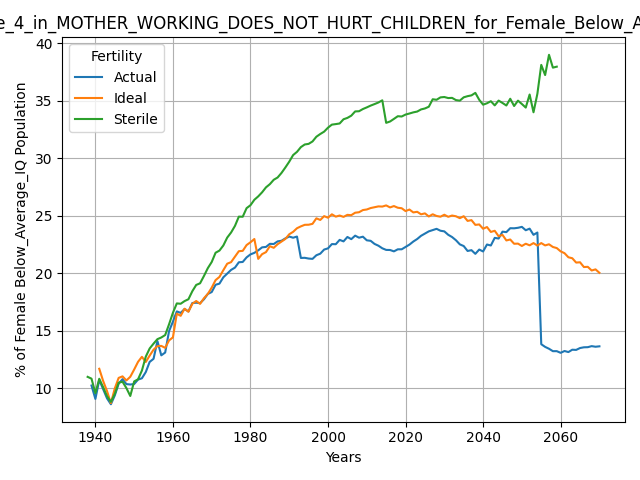 e_4_in_MOTHER_WORKING_DOES_NOT_HURT_CHILDREN_for_Female_Below_A
Fertility
Actual
Ideal
Sterile
% of Female Below_Average_IQ Population
40
35
30
25
20
15
10
1940 1960 1980 2000 2020 2040 2060
Years